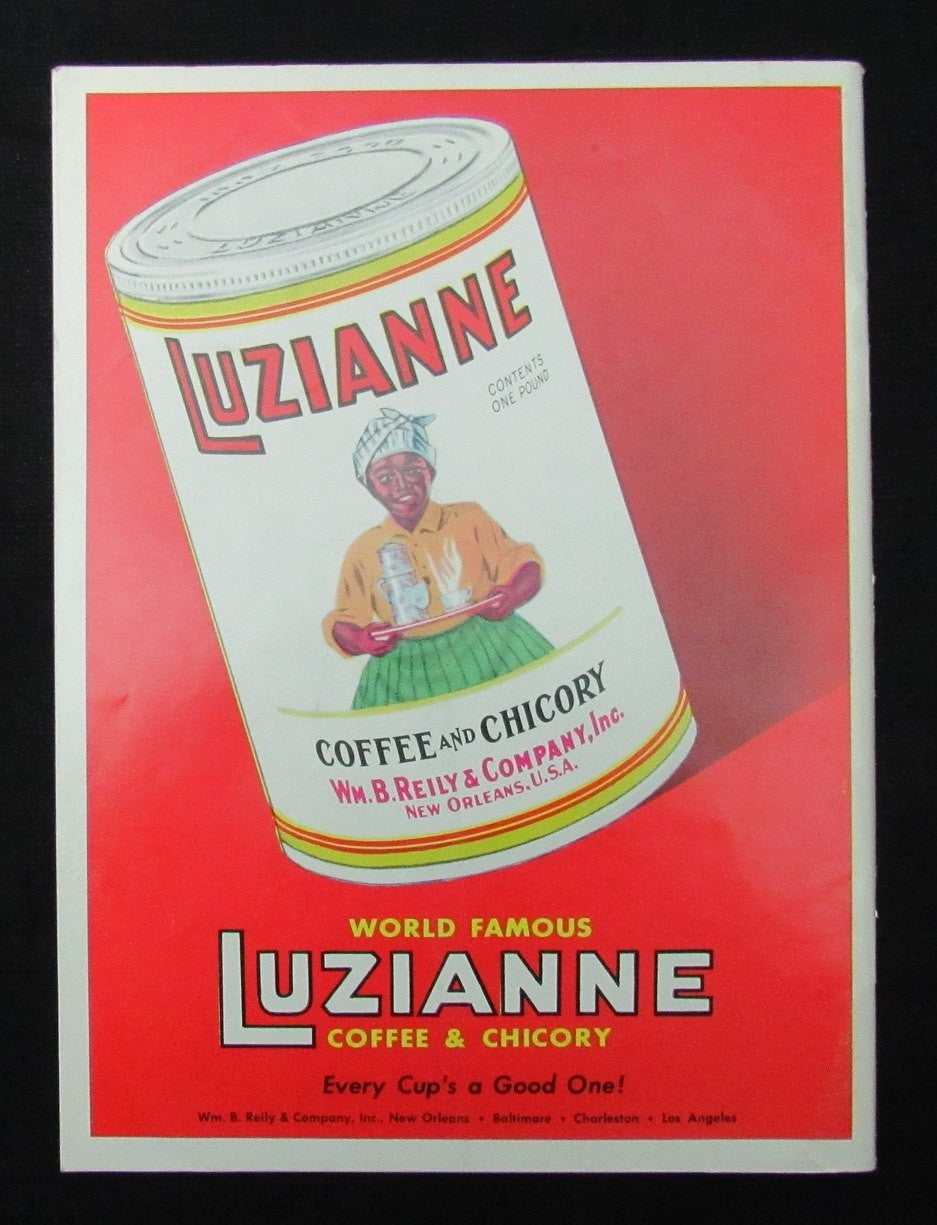 LUZIANNE
LUZIANNE
CONTENTS
ONE POUND
COFFEE AND CHICORY
WM. B. REILY & COMPANY, Inc.
NEW ORLEANS, U.S.A.
WORLD FAMOUS
LUZIANNE
COFFEE & CHICORY
Every Cup's a Good One!
Wm. B. Reily & Company, Inc., New Orleans • Baltimore • Charleston • Los Angeles